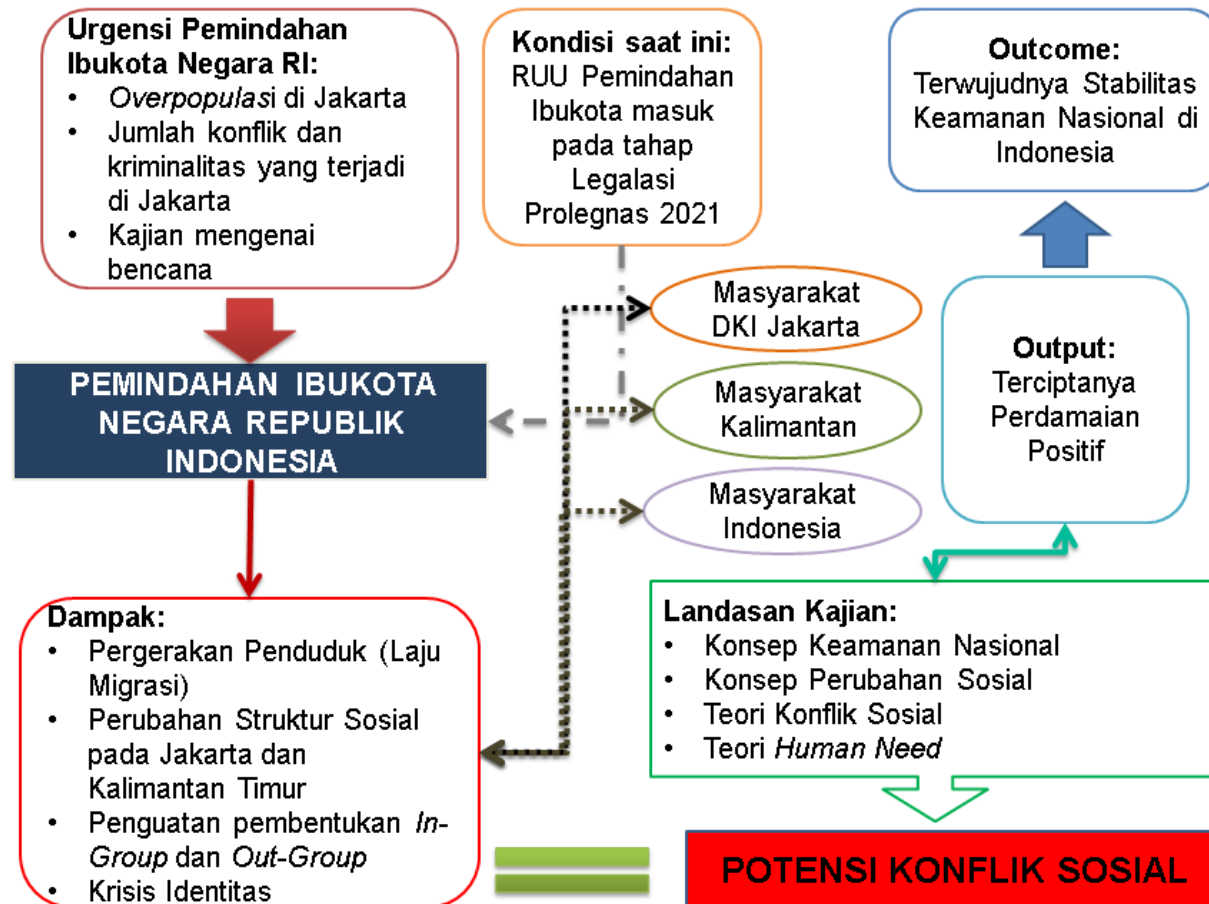 Urgensi Pemindahan
Ibukota Negara RI:
• Overpopulasi di Jakarta
• Jumlah konflik dan
kriminalitas yang terjadi
di Jakarta
• Kajian mengenai
bencana
Kondisi saat ini:
RUU Pemindahan
Ibukota masuk
pada tahap
Legalasi
Prolegnas 2021
Outcome:
Terwujudnya Stabilitas
Keamanan Nasional di
Indonesia
PEMINDAHAN IBUKOTA
NEGARA REPUBLIK
INDONESIA
Masyarakat
DKI Jakarta
Masyarakat
Kalimantan
Masyarakat
Indonesia
Output:
Terciptanya
Perdamaian
Positif
Dampak:
• Pergerakan Penduduk (Laju
Migrasi)
• Perubahan Struktur Sosial
pada Jakarta dan
Kalimantan Timur
• Penguatan pembentukan In-
Group dan Out-Group
• Krisis Identitas
Landasan Kajian:
• Konsep Keamanan Nasional
• Konsep Perubahan Sosial
• Teori Konflik Sosial
• Teori Human Need
POTENSI KONFLIK SOSIAL